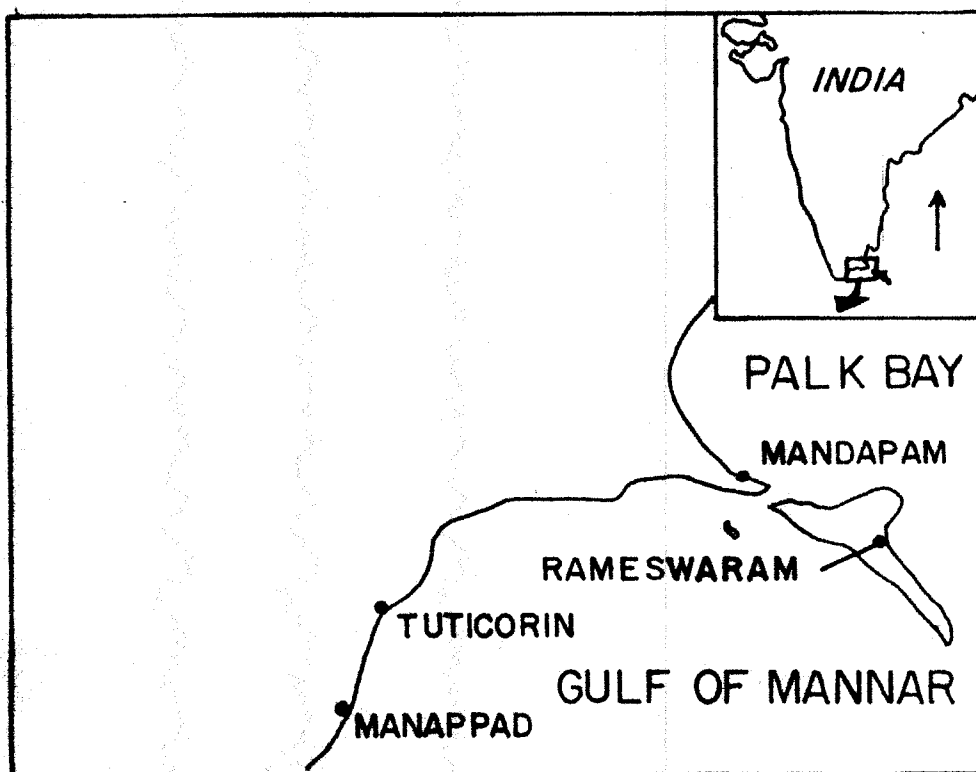 INDIA
PALK BAY
MANDAPAM
RAMESWARAM
TUTICORIN
GULF OF MANNAR
MANAPPAD